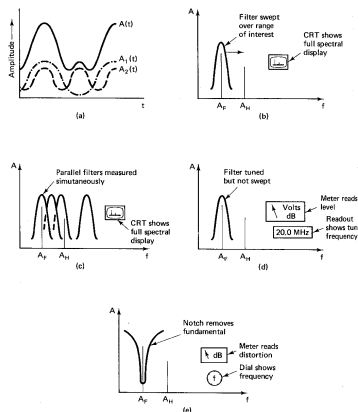 Amplitude
A(t)
A1(t)
A2(t)
t
(a)
Filter swept
over range
of interest
CRT shows
full spectral
display
AF
AH
f
(b)
Parallel filters measured
simutaneously
CRT shows
full spectral
display
AF
AH
f
(c)
Filter tuned
but not swept
Volts
dB
Meter reads
level
20.0 MHz
Readout
shows tun
frequency
AF
AH
f
(d)
Notch removes
fundamental
dB
Meter reads
distortion
f
Dial shows
frequency
AF
AH
f
(e)